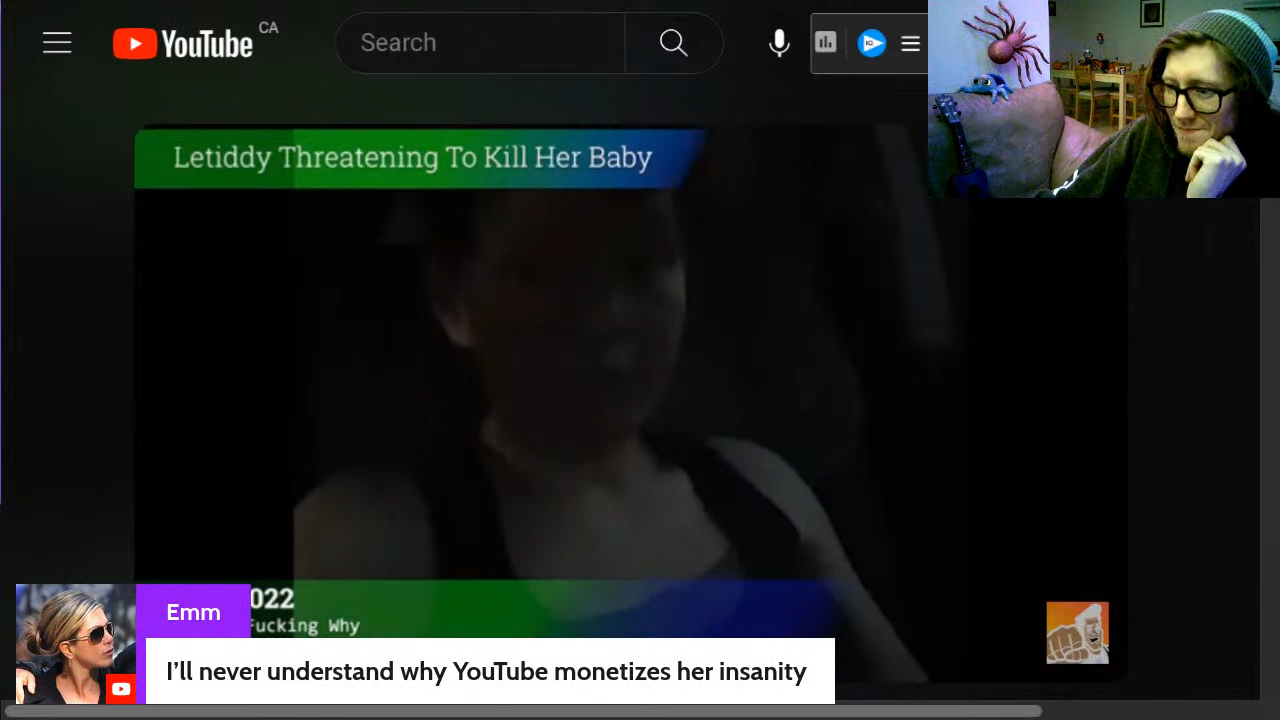 YouTube CA
Search
Letiddy Threatening To Kill Her Baby
022
Fucking Why
Emm
I'll never understand why YouTube monetizes her insanity